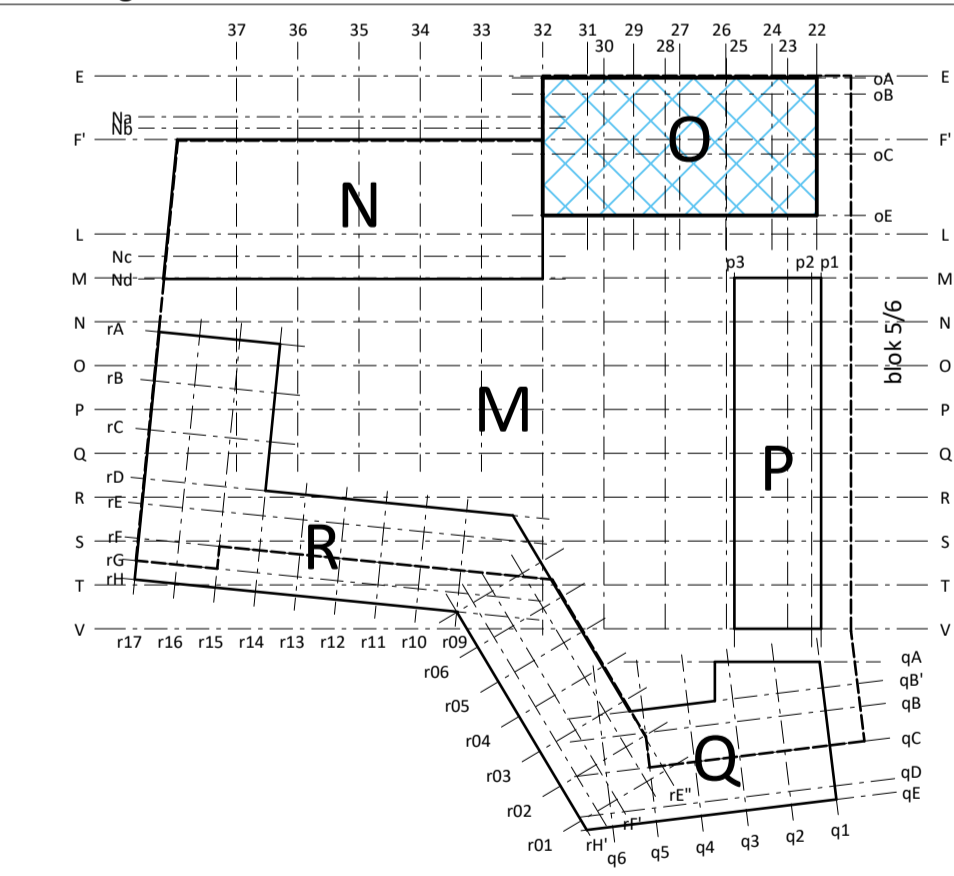 37 36 35 34 33 32 31 29 27 26 24 22
30 28 25 23
E oA E
oB
Na
Nb
F' F'
O
oC
N
oE
L L
Nc
p3 p2 p1
M Nd M
N N
rA
blok 5/6
O O
rB
P M P
rC
Q Q
P
rD
R R
rE
rF
S R S
rG
rH
T T
V V
r17 r16 r15 r14 r13 r12 r11 r10 r09
qA
r06
qB'
r05
qB
r04
qC
Q
r03
qD
rE"
qE
r02
rF'
r01 rH' q6 q5 q4 q3 q2 q1